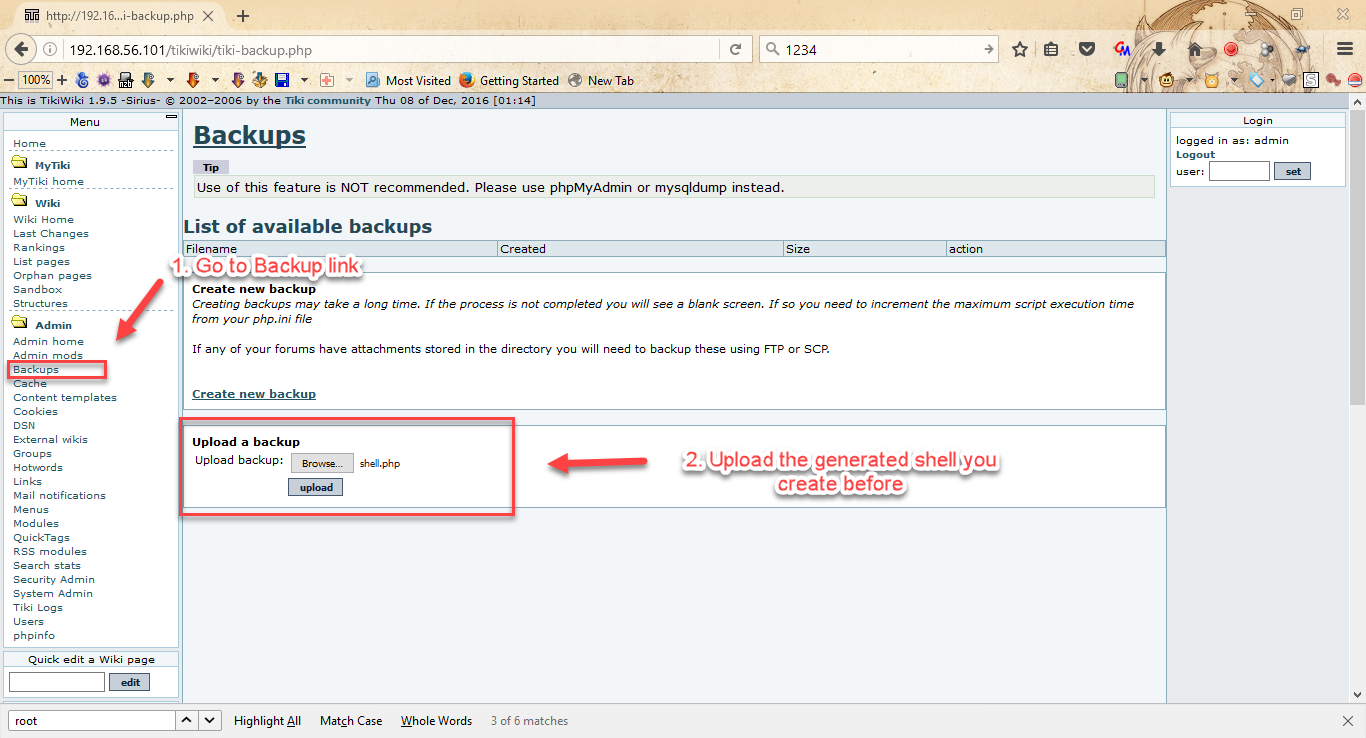 http://192.16...i-backup.php
192.168.56.101/tikiwiki/tiki-backup.php
1234
100%
Most Visited
Getting Started
New Tab
This is TikiWiki 1.9.5 -Sirius- © 2002–2006 by the Tiki community Thu 08 of Dec, 2016 [01:14]
Menu
Home
MyTiki
MyTiki home
Wiki
Wiki Home
Last Changes
Rankings
List pages
Orphan pages
Sandbox
Structures
Admin
Admin home
Admin mods
Backups
Cache
Content templates
Cookies
DSN
External wikis
Groups
Hotwords
Links
Mail notifications
Menus
Modules
QuickTags
RSS modules
Search stats
Security Admin
System Admin
Tiki Logs
Users
phpinfo
Quick edit a Wiki page
edit
Backups
Tip
Use of this feature is NOT recommended. Please use phpMyAdmin or mysqldump instead.
List of available backups
Filename Created Size action
1. Go to Backup link
Create new backup
Creating backups may take a long time. If the process is not completed you will see a blank screen. If so you need to increment the maximum script execution time
from your php.ini file
If any of your forums have attachments stored in the directory you will need to backup these using FTP or SCP.
Create new backup
Upload a backup
Upload backup: Browse... shell.php
upload
2. Upload the generated shell you
create before
Login
logged in as: admin
Logout
user: set
root
Highlight All
Match Case
Whole Words
3 of 6 matches